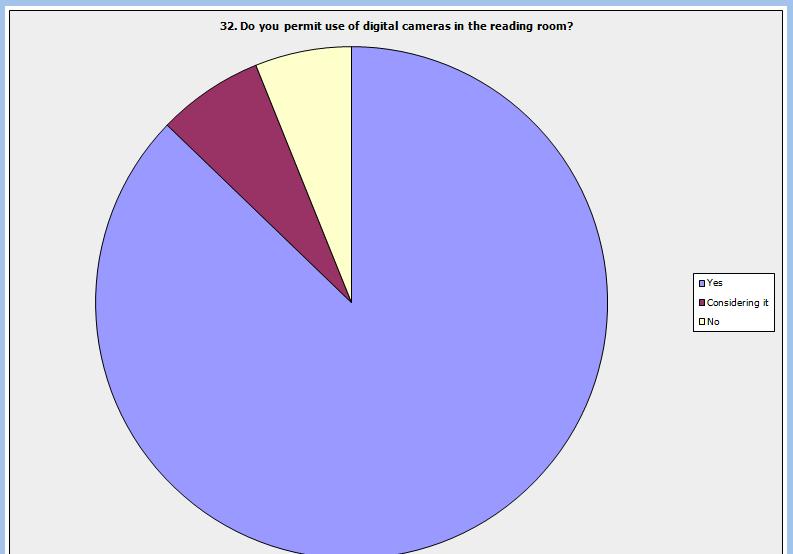 32. Do you permit use of digital cameras in the reading room?
Yes
Considering it
No